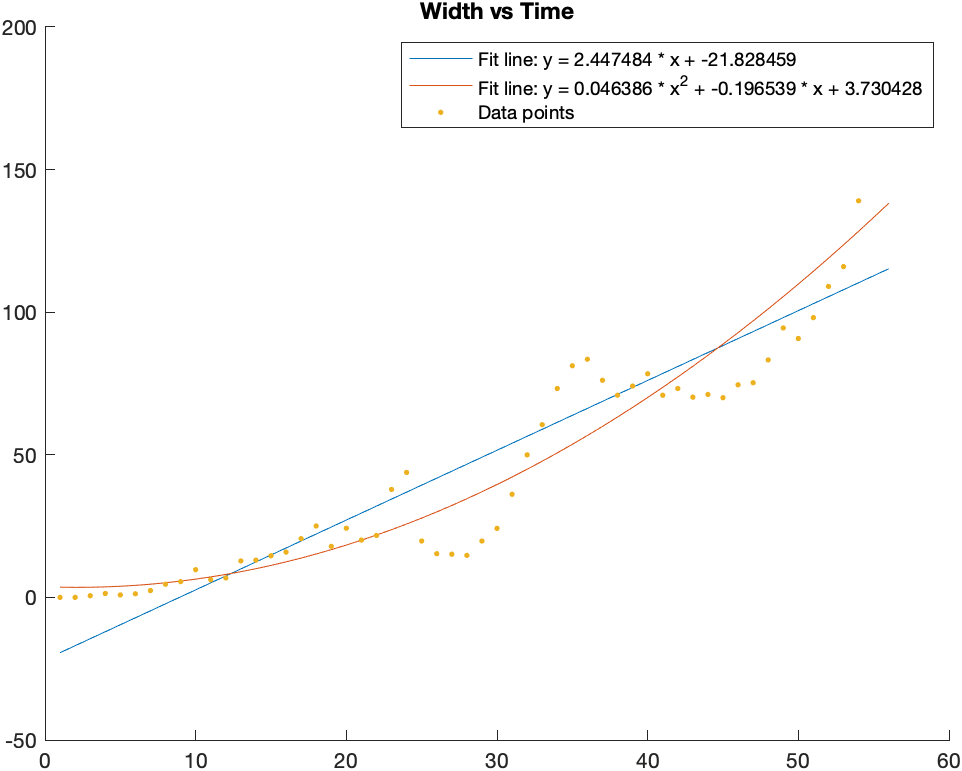 Width vs Time
200
150
100
50
0
-50
0 10 20 30 40 50 60
Fit line: y = 2.447484 * x + -21.828459
Fit line: y = 0.046386 * x² + -0.196539 * x + 3.730428
Data points